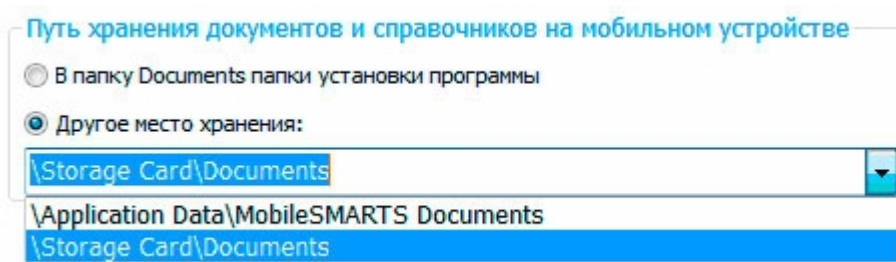 Путь хранения документов и справочников на мобильном устройстве
В папку Documents папки установки программы
Другое место хранения:
\Storage Card\Documents
\Application Data\MobileSMARTS Documents
\Storage Card\Documents